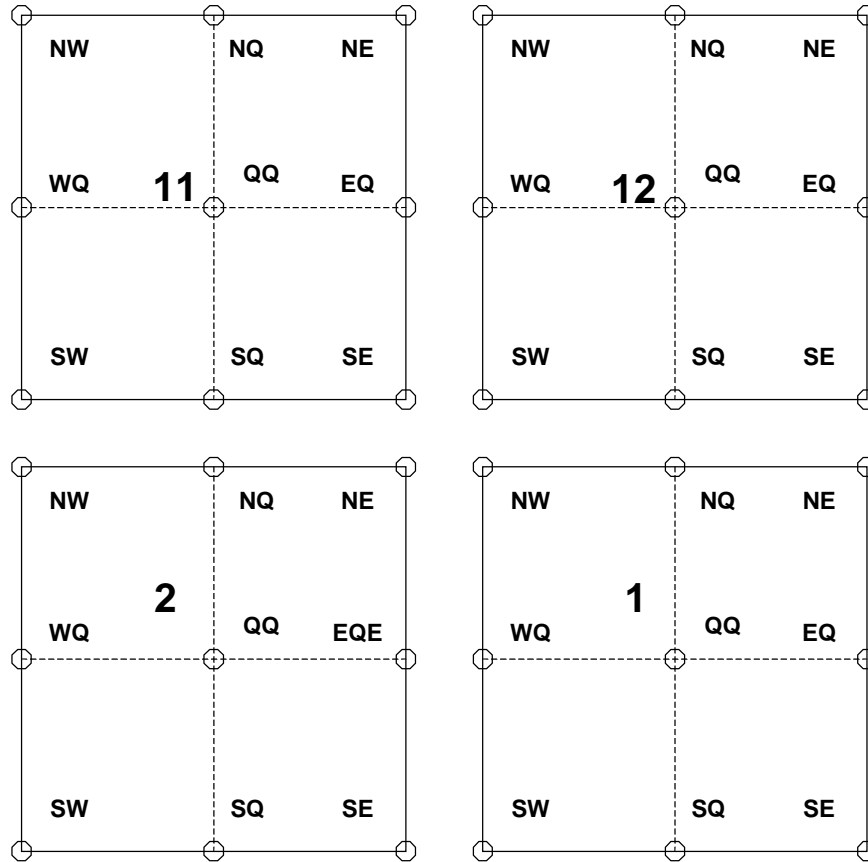 NW NQ NE NW NQ NE
WQ 11 QQ EQ WQ 12 QQ EQ
SW SQ SE SW SQ SE
NW NQ NE NW NQ NE
2 1
WQ QQ EQE WQ QQ EQ
SW SQ SE SW SQ SE